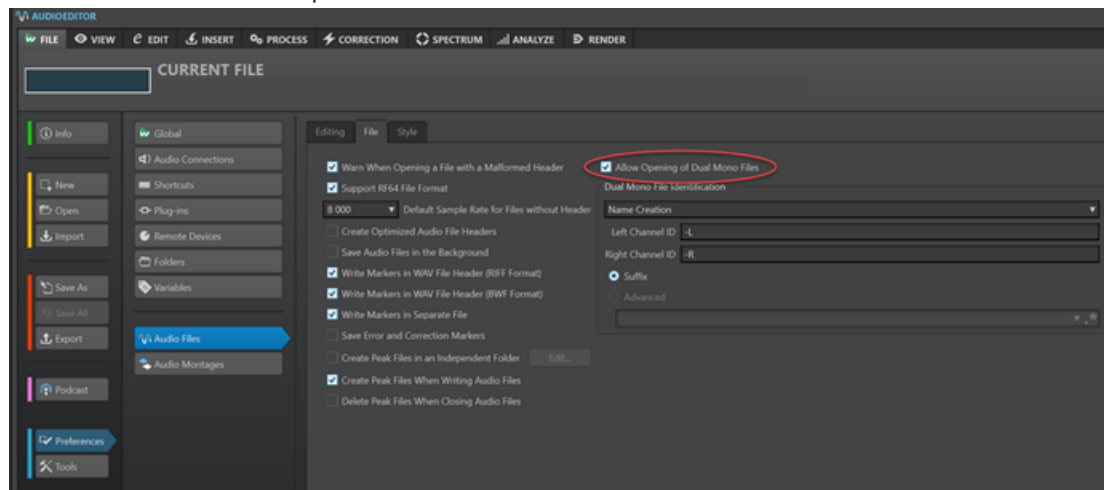 AUDIOEDITOR
FILE VIEW EDIT INSERT PROCESS CORRECTION SPECTRUM ANALYZE RENDER
CURRENT FILE
Info
New
Open
Import
Save As
Save All
Export
Podcast
Preferences
Tools
Global
Audio Connections
Shortcuts
Plug-ins
Remote Devices
Folders
Variables
Audio Files
Audio Montages
Editing File Style
Warn When Opening a File with a Malformed Header
Support RF64 File Format
8 000 Default Sample Rate for Files without Header
Create Optimized Audio File Headers
Save Audio Files in the Background
Write Markers in WAV File Header (RIFF Format)
Write Markers in WAV File Header (BWF Format)
Write Markers in Separate File
Save Error and Correction Markers
Create Peak Files in an Independent Folder Edit...
Create Peak Files When Writing Audio Files
Delete Peak Files When Closing Audio Files
Allow Opening of Dual Mono Files
Dual Mono File Identification
Name Creation
Left Channel ID -L
Right Channel ID -R
Suffix
Advanced